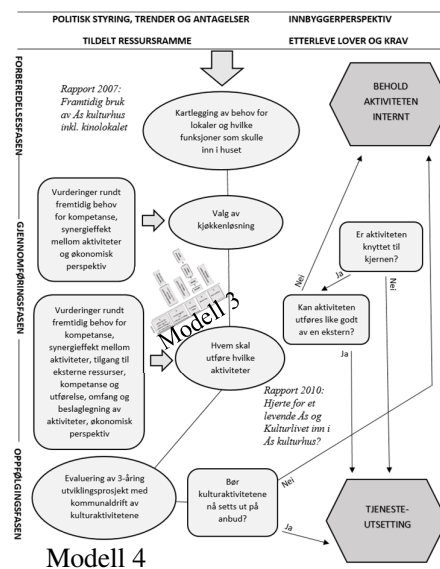 POLITISK STYRING, TRENDER OG ANTAGELSER
INNBYGGERPERSPEKTIV
TILDELT RESSURSRAMME
ETTERLEVE LOVER OG KRAV
FORBEREDELSESFASEN
Rapport 2007:
Framtidig bruk
av Ås kulturhus
inkl. kinolokalet
Kartlegging av behov for
lokaler og hvilke
funksjoner som skulle
inn i huset
BEHOLD
AKTIVITETEN
INTERNT
GJENNOMFØRINGSFASEN
Vurderinger rundt
fremtidig behov
for kompetanse,
synergieffekt
mellom aktiviteter
og økonomisk
perspektiv
Valg av
kjøkkenløsning
Er aktiviteten
knyttet til
kjernen?
Nei
Ja
Nei
Modell 3
Kan aktiviteten
utføres like godt
av en ekstern?
Ja
Vurderinger rundt
fremtidig behov
for kompetanse,
synergieffekt mellom
aktiviteter, tilgang til
eksterne ressurser,
kompetanse og
utførelse, omfang og
beslaglegning av
aktiviteter, økonomisk
perspektiv
Hvem skal
utføre hvilke
aktiviteter
Rapport 2010:
Hjerte for et
levende Ås og
Kulturlivet inn i
Ås kulturhus?
OPPFØLGINGSFASEN
Evaluering av 3-åring
utviklingsprosjekt med
kommunaldrift av
kulturaktivitetene
Bør
kulturaktivitetene
nå setts ut på
anbud?
Nei
Ja
TJENESTE-
UTSETTING
Modell 4